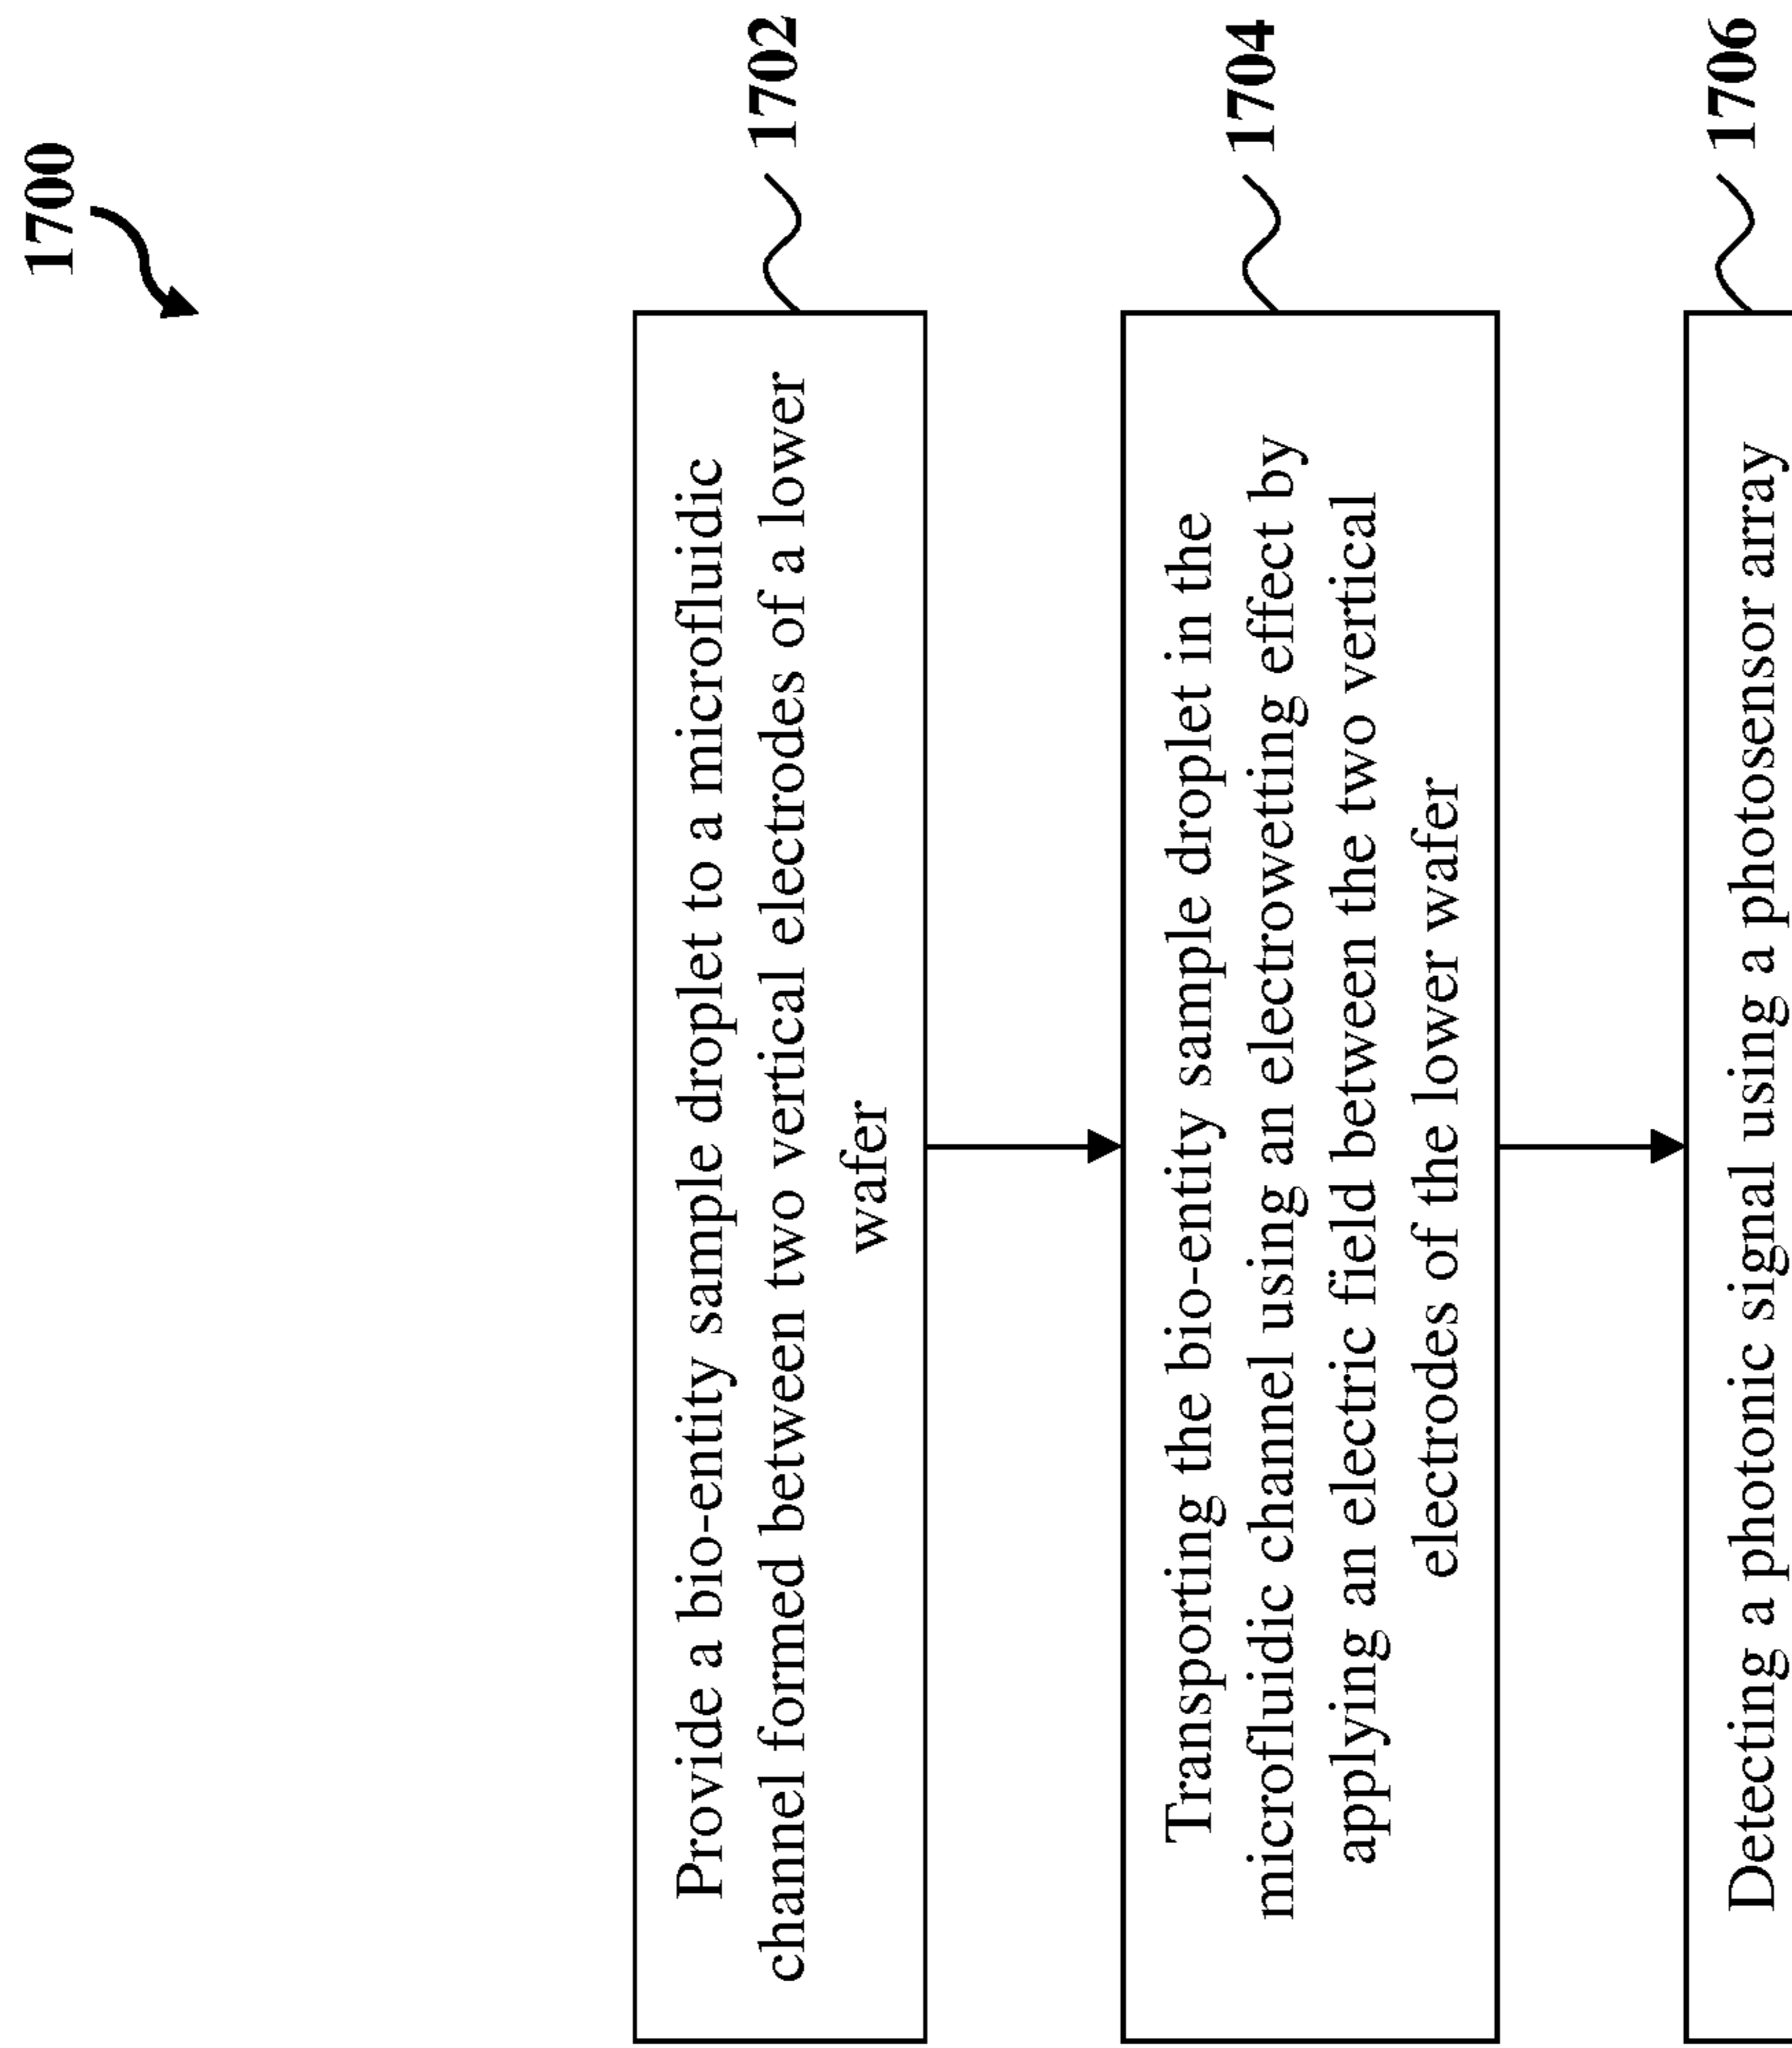 1700
Provide a bio-entity sample droplet to a microfluidic
channel formed between two vertical electrodes of a lower
wafer
1702
Transporting the bio-entity sample droplet in the
microfluidic channel using an electrowetting effect by
applying an electric field between the two vertical
electrodes of the lower wafer
1704
Detecting a photonic signal using a photosensor array
1706